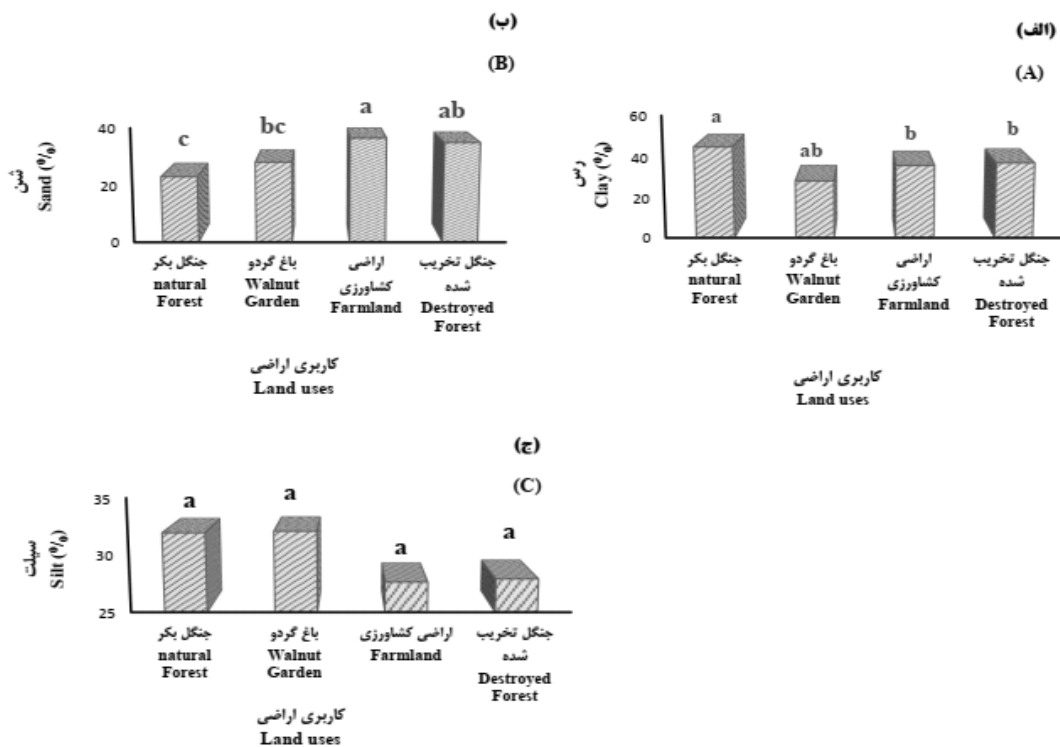 (ب)
(B)
شن
Sand (%)
40
20
0
c
bc
a
ab
جنگل بکر
natural
Forest
باغ گردو
Walnut
Garden
اراضی
کشاورزی
Farmland
جنگل تخریب
شده
Destroyed
Forest
کاربری اراضی
Land uses
(الف)
(A)
رس
Clay (%)
60
40
20
0
a
ab
b
b
جنگل بکر
natural
Forest
باغ گردو
Walnut
Garden
اراضی
کشاورزی
Farmland
جنگل تخریب
شده
Destroyed
Forest
کاربری اراضی
Land uses
(ج)
(C)
سیلت
Silt (%)
35
30
25
a
a
a
a
جنگل بکر
natural
Forest
باغ گردو
Walnut
Garden
اراضی کشاورزی
Farmland
جنگل تخریب
شده
Destroyed
Forest
کاربری اراضی
Land uses